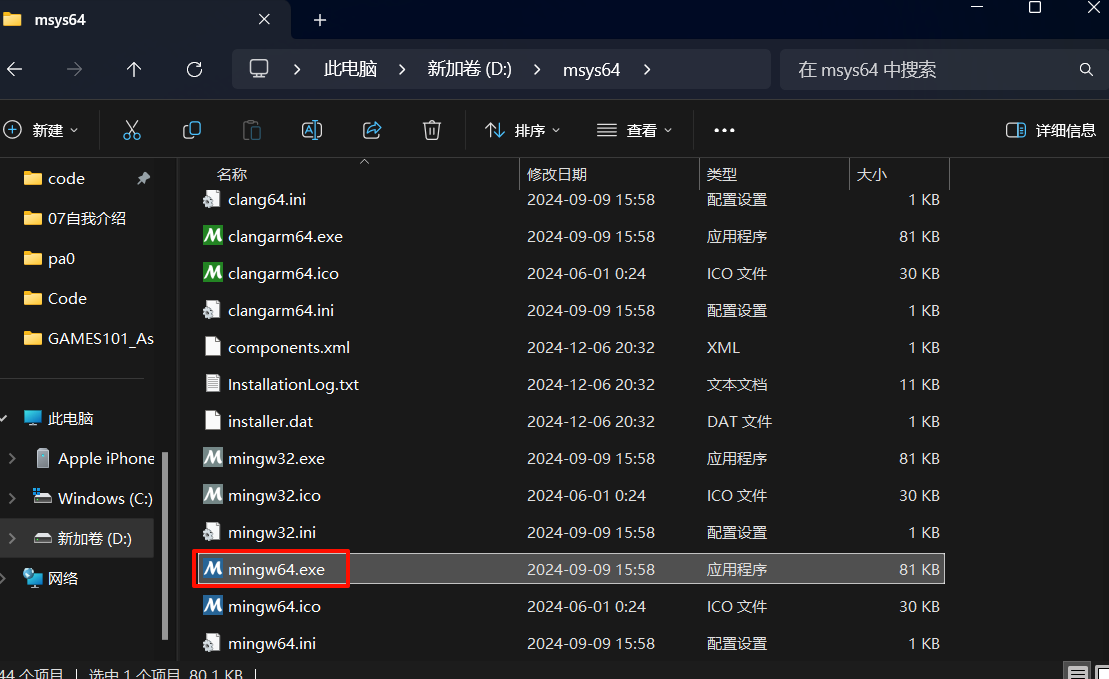 msys64
此电脑 新加卷 (D:) msys64 在 msys64 中搜索
新建 排序 查看 ... 详细信息
code
07自我介绍
pa0
Code
GAMES101_As
此电脑
Apple iPhone
Windows (C:)
新加卷 (D:)
网络
名称 修改日期 类型 大小
clang64.ini 2024-09-09 15:58 配置设置 1 KB
clangarm64.exe 2024-09-09 15:58 应用程序 81 KB
clangarm64.ico 2024-06-01 0:24 ICO 文件 30 KB
clangarm64.ini 2024-09-09 15:58 配置设置 1 KB
components.xml 2024-12-06 20:32 XML 1 KB
InstallationLog.txt 2024-12-06 20:32 文本文档 11 KB
installer.dat 2024-12-06 20:32 DAT 文件 1 KB
mingw32.exe 2024-09-09 15:58 应用程序 81 KB
mingw32.ico 2024-06-01 0:24 ICO 文件 30 KB
mingw32.ini 2024-09-09 15:58 配置设置 1 KB
mingw64.exe 2024-09-09 15:58 应用程序 81 KB
mingw64.ico 2024-06-01 0:24 ICO 文件 30 KB
mingw64.ini 2024-09-09 15:58 配置设置 1 KB
44 个项目 选中 1 个项目 80.1 KB